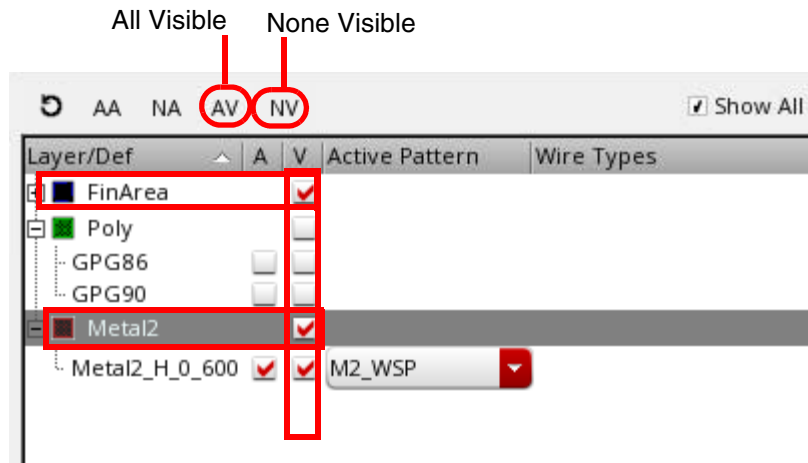 All Visible None Visible
AA NA AV NV Show All
Layer/Def A V Active Pattern Wire Types
FinArea
Poly
GPG86
GPG90
Metal2
Metal2_H_0_600 M2_WSP